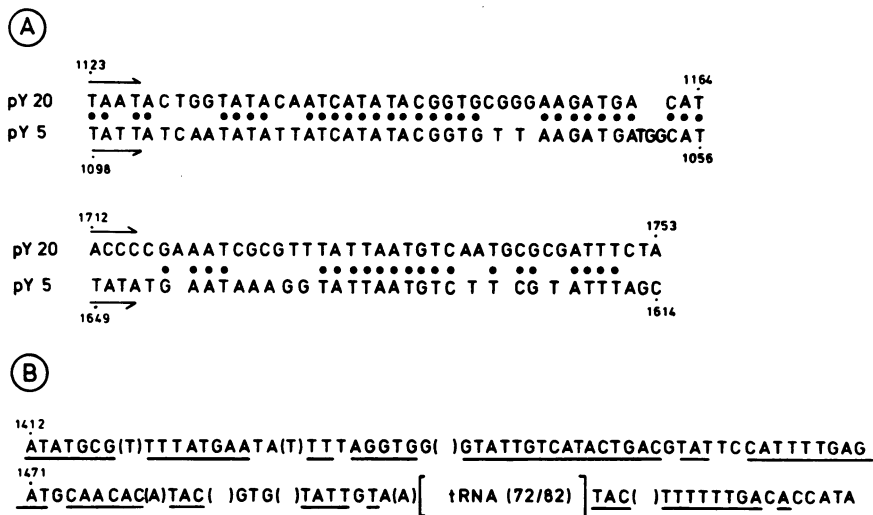 A
1123 1164
pY 20 TAATACTGGTATACAATCATATACGGTGCGGGAAGATGA CAT
pY 5 TATTATCAATATATTATCATATACGGTG T T AAGATGATGGCAT
1098 1056
1712 1753
pY 20 ACCCCGAAATCGCGTTTATTAATGTCAATGCGCGATTTCTA
pY 5 TATATG AATAAAGG TATTAATGTC T T CG T ATTTAGC
1649 1614
B
1412
ATATGCG(T)TTTATGAATA(T)TTTAGGTGG( )GTATTGTCATACTGACGTATTCCATTTTGAG
1471
ATGCAACAC(A)TAC( )GTG( )TATTGTA(A)[ tRNA (72/82) ]TAC( )TTTTTTGACACCATA